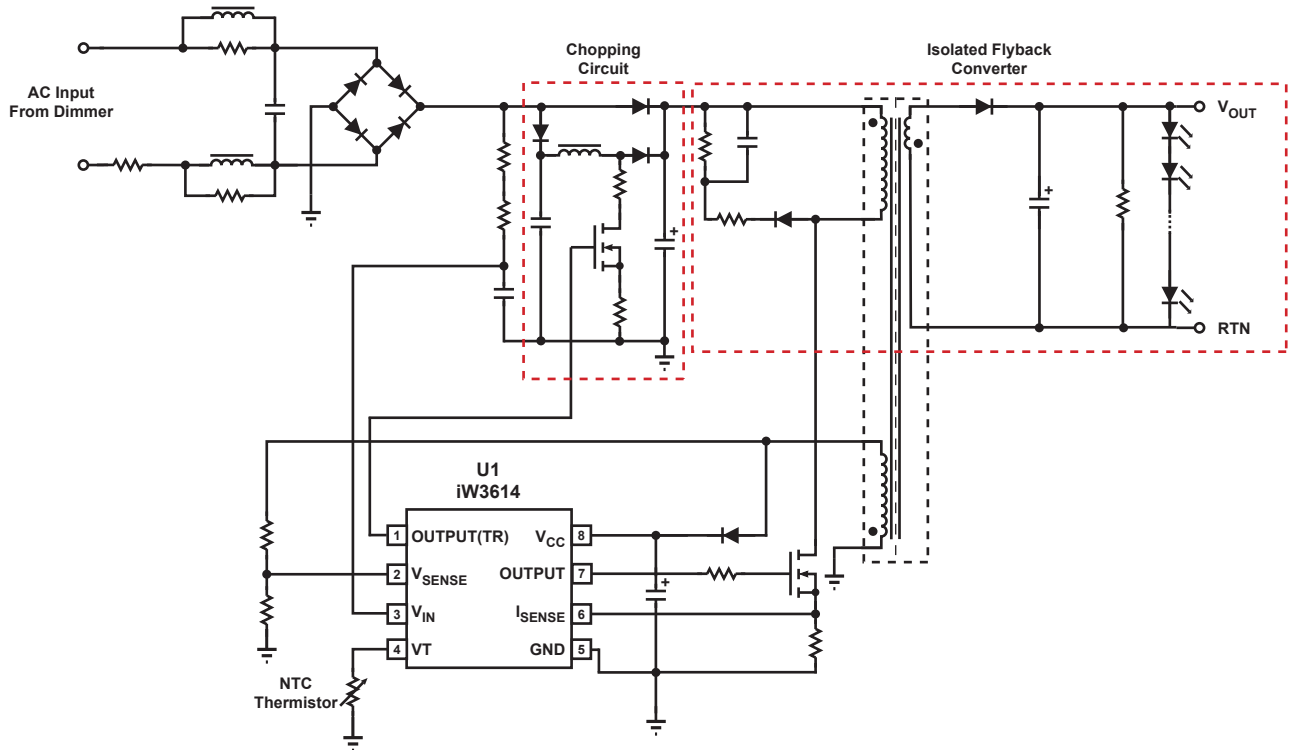 Chopping
Circuit
Isolated Flyback
Converter
AC Input
From Dimmer
VOUT
+
+
RTN
U1
iW3614
1 OUTPUT(TR)
VCC 8
2 VSENSE
OUTPUT 7
+
3 VIN
ISENSE 6
4 VT
GND 5
NTC
Thermistor